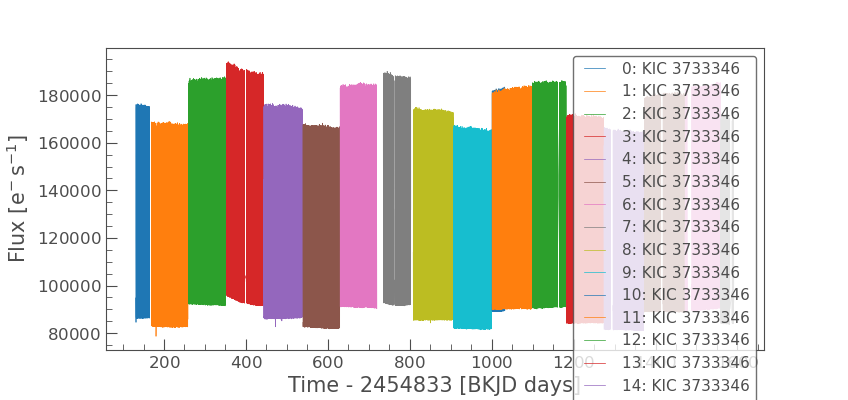 180000
160000
140000
120000
100000
80000
Flux [e⁻ s⁻¹]
200
400
600
800
1000
1200
Time - 2454833 [BKJD days]
0: KIC 3733346
1: KIC 3733346
2: KIC 3733346
3: KIC 3733346
4: KIC 3733346
5: KIC 3733346
6: KIC 3733346
7: KIC 3733346
8: KIC 3733346
9: KIC 3733346
10: KIC 3733346
11: KIC 3733346
12: KIC 3733346
13: KIC 3733346
14: KIC 3733346